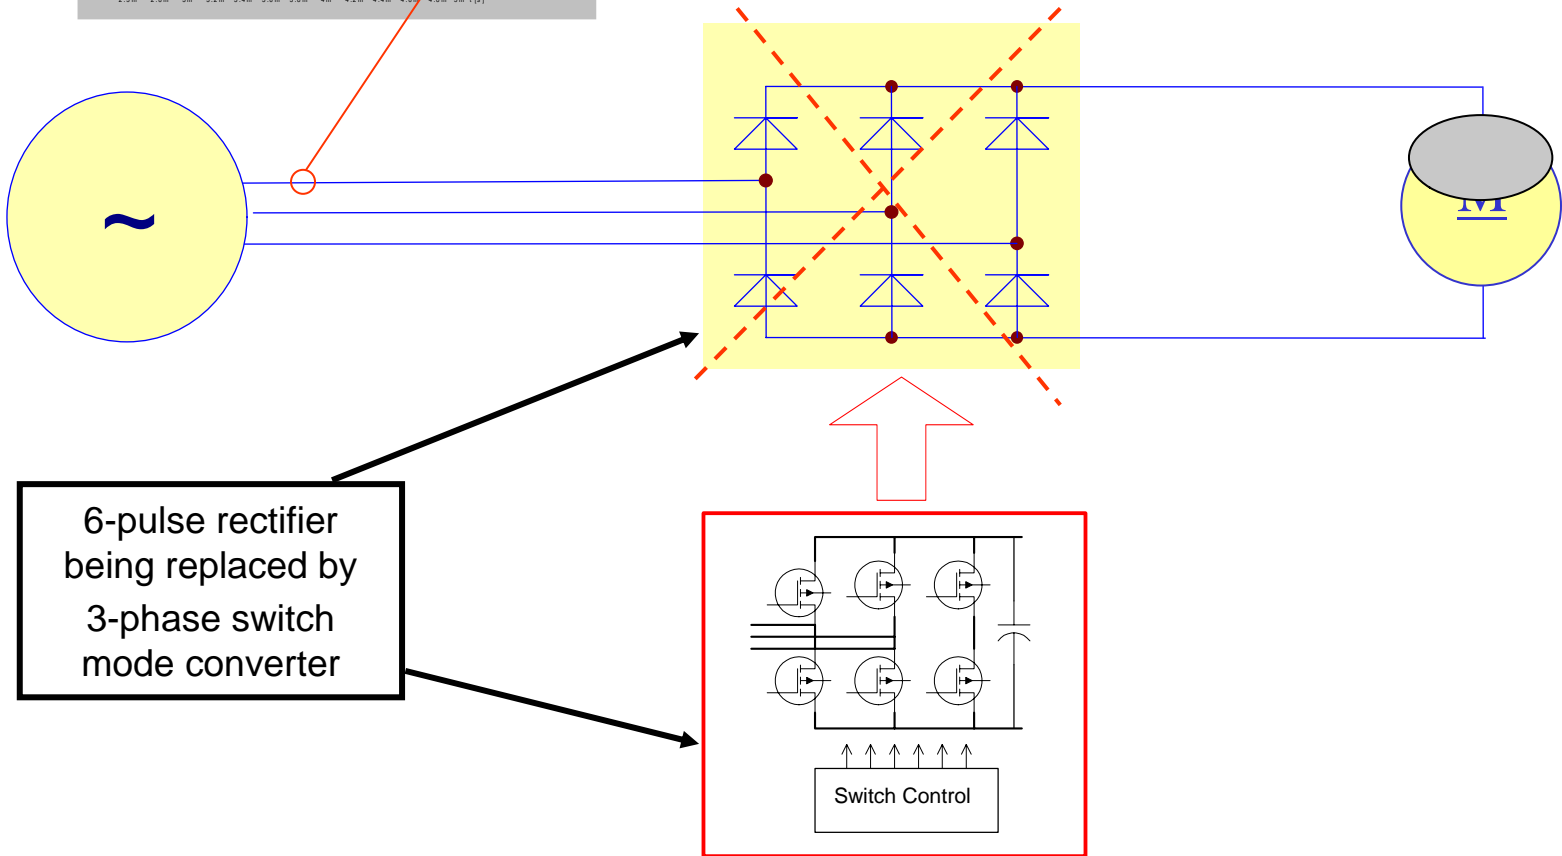 ~
M
6-pulse rectifier
being replaced by
3-phase switch
mode converter
Switch Control